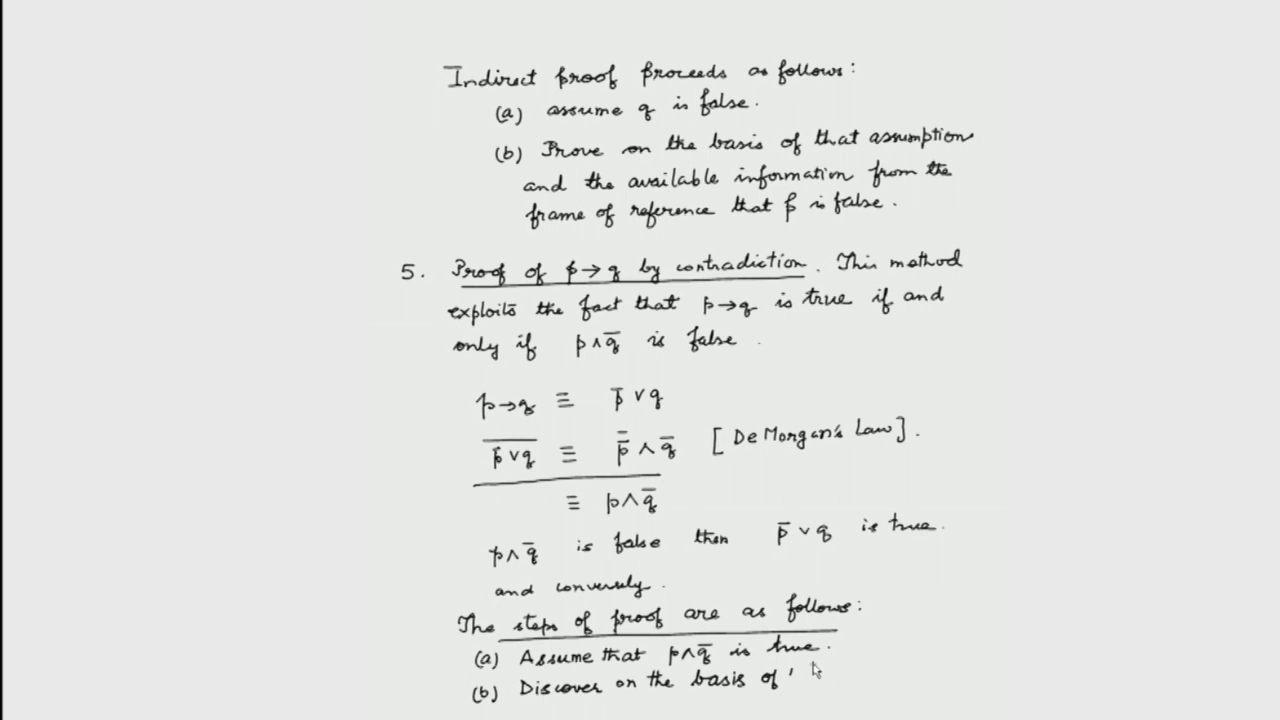 Indirect proof proceeds as follows:
(a) assume q is false.
(b) Prove on the basis of that assumption
and the available information from the
frame of reference that p is false.
5. Proof of p→q by contradiction. This method
exploits the fact that p→q is true if and
only if p∧q̅ is false.
p→q ≡ p̅ ∨ q
\overline{p̅ ∨ q} ≡ p̿ ∧ q̅ [De Morgan's Law].
≡ p∧q̅
p∧q̅ is false then p̅ ∨ q is true.
and conversely.
The steps of proof are as follows:
(a) Assume that p∧q̅ is true.
(b) Discover on the basis of '